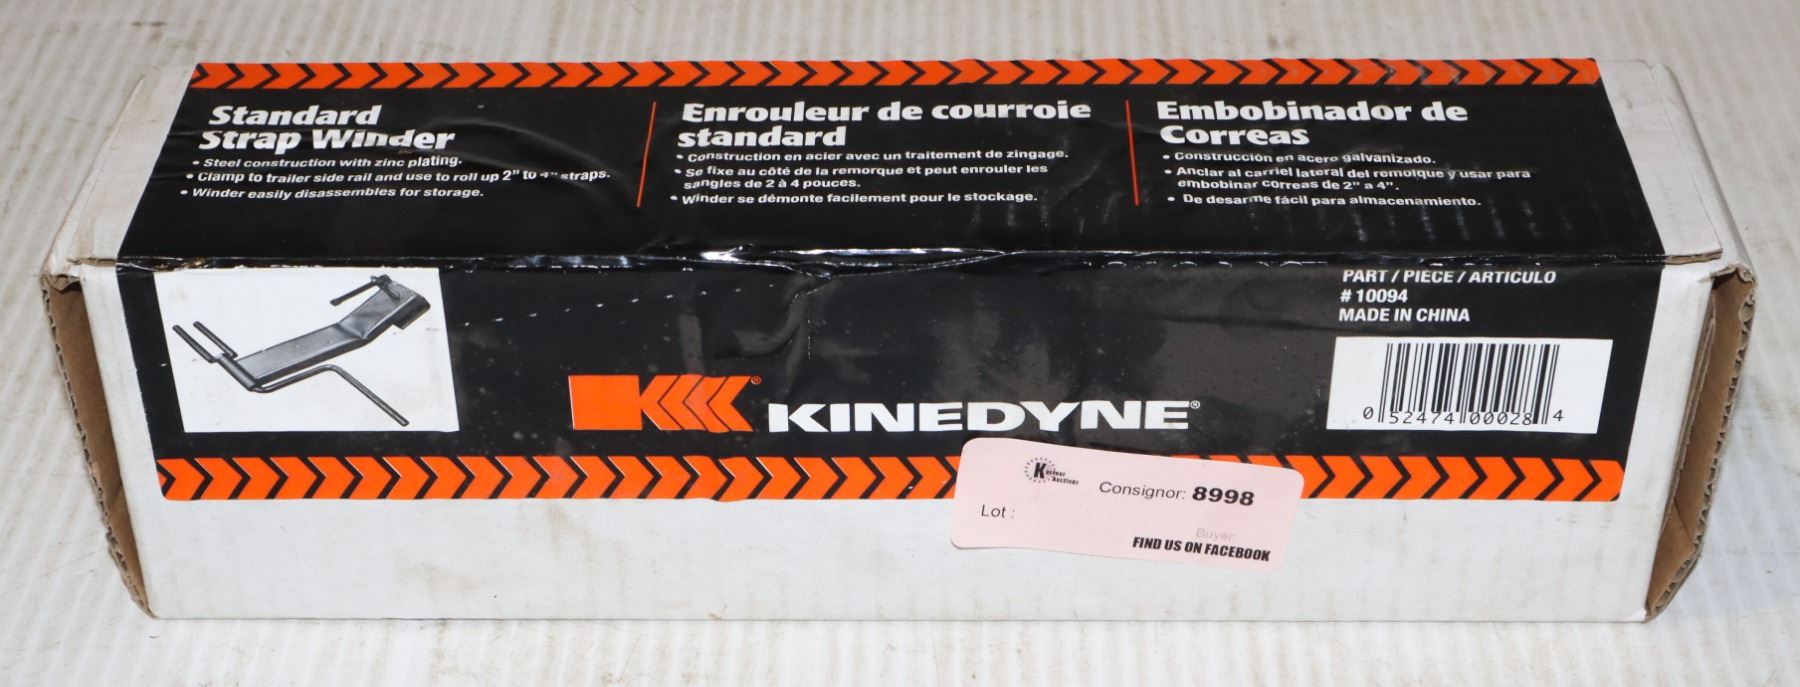 Standard
Strap Winder
• Steel construction with zinc plating.
• Clamp to trailer side rail and use to roll up 2" to 4" straps.
• Winder easily disassembles for storage.
Enrouleur de courroie
standard
• Construction en acier avec un traitement de zingage.
• Se fixe au côté de la remorque et peut enrouler les
sangles de 2 à 4 pouces.
• Winder se démonte facilement pour le stockage.
Embobinador de
Correas
• Construcción en acero galvanizado.
• Anclar al carriel lateral del remolque y usar para
embobinar correas de 2" a 4".
• De desarme fácil para almacenamiento.
PART / PIECE / ARTICULO
# 10094
MADE IN CHINA
0 52474 00028 4
KINEDYNE®
Kastner
Auctions
Consignor: 8998
Lot :
Buyer:
FIND US ON FACEBOOK